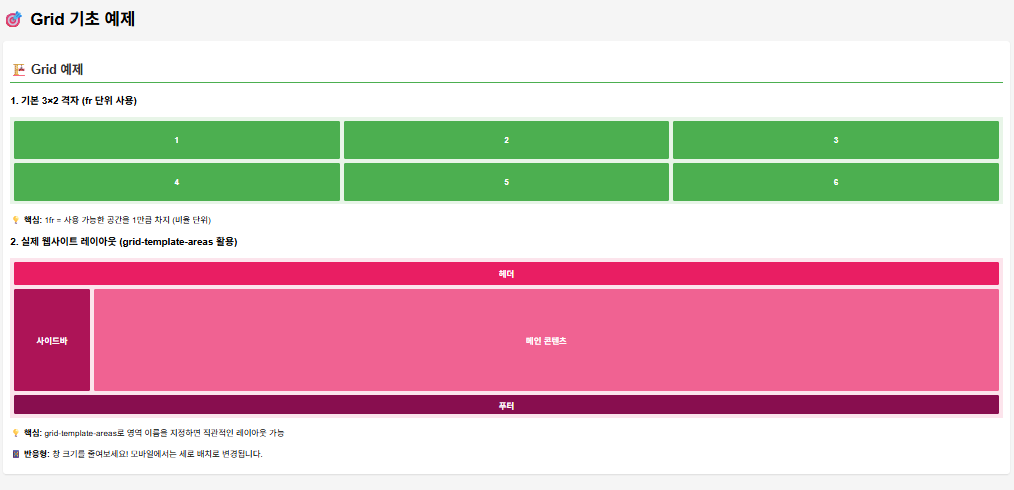 🎯 Grid 기초 예제
🏗️ Grid 예제
1. 기본 3×2 격자 (fr 단위 사용)
1 2 3
4 5 6
💡 핵심: 1fr = 사용 가능한 공간을 1만큼 차지 (비율 단위)
2. 실제 웹사이트 레이아웃 (grid-template-areas 활용)
헤더
사이드바 메인 콘텐츠
푸터
💡 핵심: grid-template-areas로 영역 이름을 지정하면 직관적인 레이아웃 가능
📱 반응형: 창 크기를 줄여보세요! 모바일에서는 세로 배치로 변경됩니다.